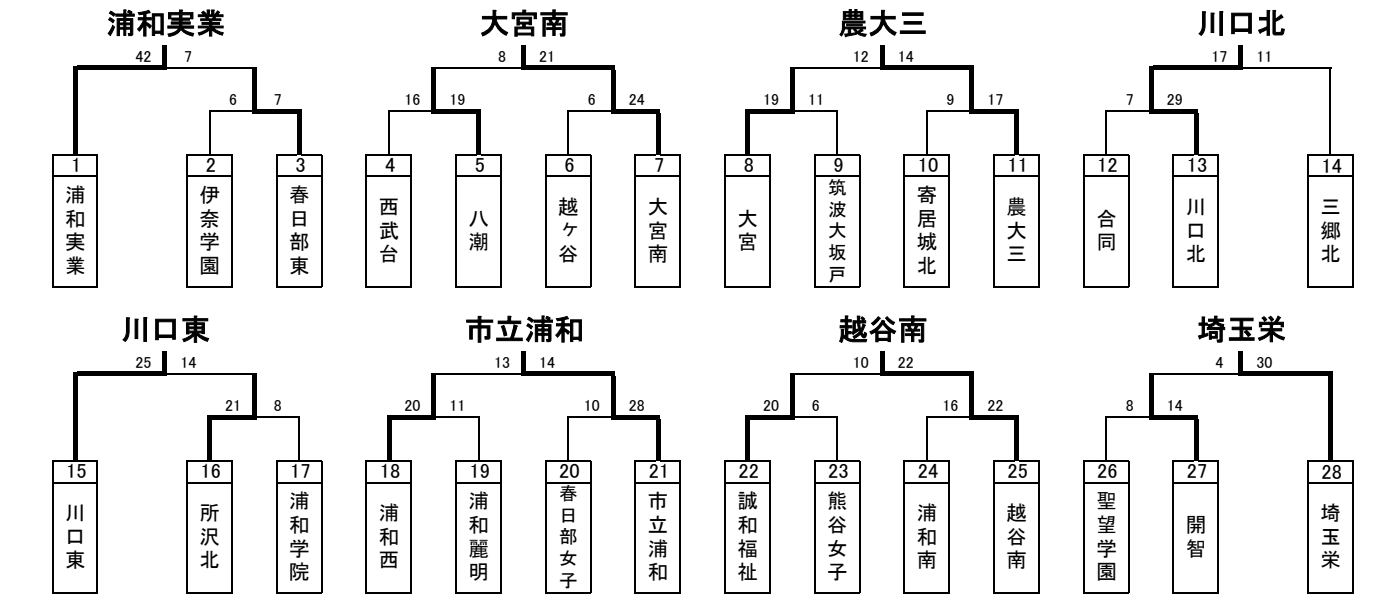 浦和実業 大宮南 農大三 川口北
42 7 8 21 12 14 17 11
6 7 16 19 6 24 19 11 9 17 7 29
1 2 3 4 5 6 7 8 9 10 11 12 13 14
浦和実業 伊奈学園 春日部東 西武台 八潮 越ヶ谷 大宮南 大宮 筑波大坂戸 寄居城北 農大三 合同 川口北 三郷北
川口東 市立浦和 越谷南 埼玉栄
25 14 13 14 10 22 4 30
21 8 20 11 10 28 20 6 16 22 8 14
15 16 17 18 19 20 21 22 23 24 25 26 27 28
川口東 所沢北 浦和学院 浦和西 浦和麗明 春日部女子 市立浦和 誠和福祉 熊谷女子 浦和南 越谷南 聖望学園 開智 埼玉栄